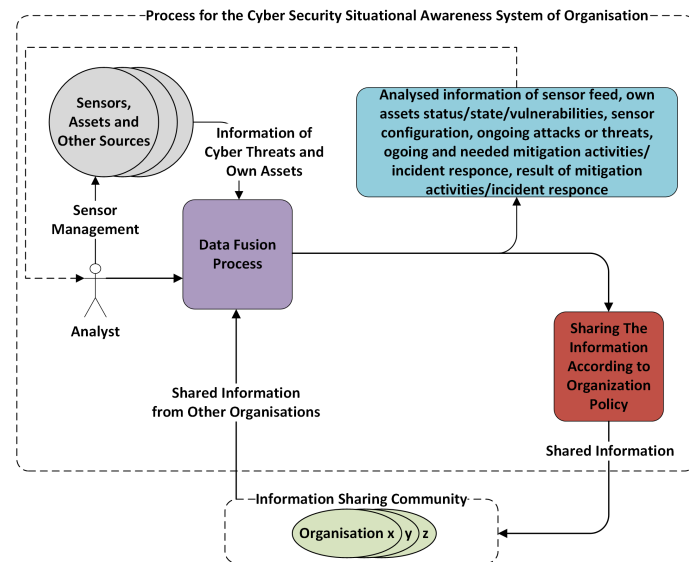 Process for the Cyber Security Situational Awareness System of Organisation
Sensors,
Assets and
Other Sources
Information of
Cyber Threats and
Own Assets
Analysed information of sensor feed, own
assets status/state/vulnerabilities, sensor
configuration, ongoing attacks or threats,
ogoing and needed mitigation activities/
incident responce, result of mitigation
activities/incident responce
Sensor
Management
Data Fusion
Process
Analyst
Sharing The
Information
According to
Organization
Policy
Shared Information
from Other Organisations
Shared Information
Information Sharing Community
Organisation x y z